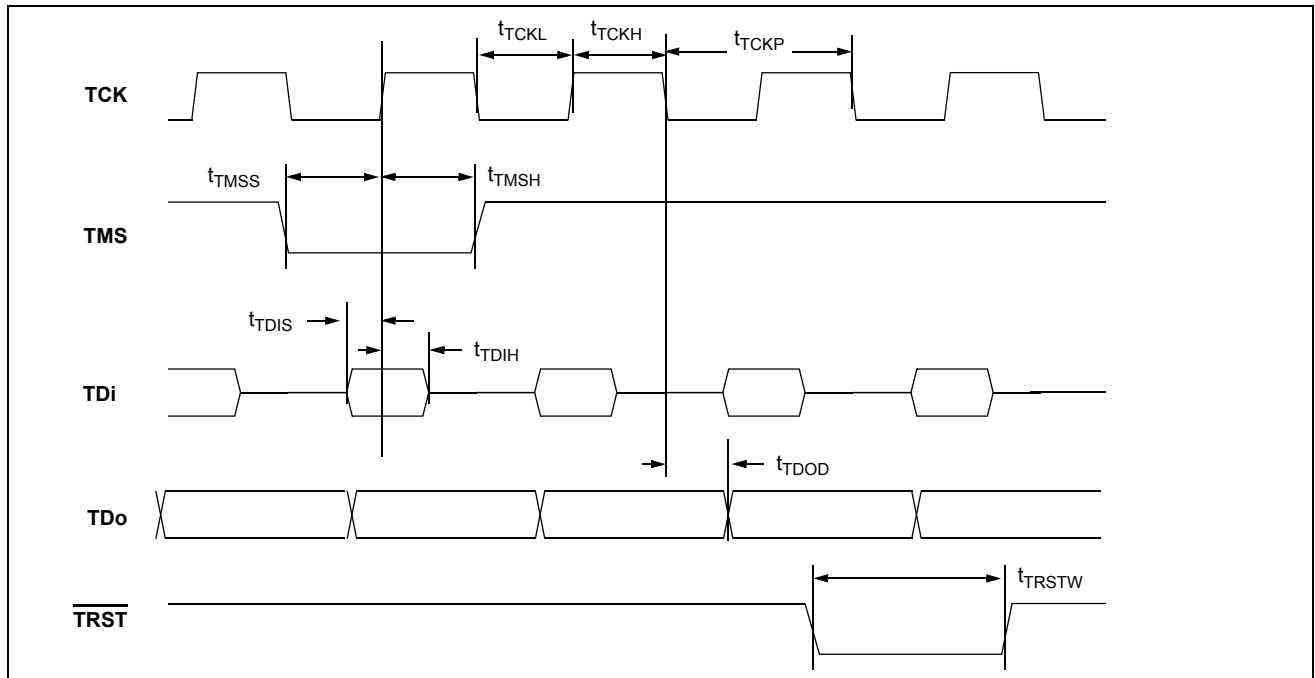 tTCKL tTCKH tTCKP
TCK
tTMSS tTMSH
TMS
tTDIS
tTDIH
TDi
tTDOD
TDo
tTRSTW
TRST